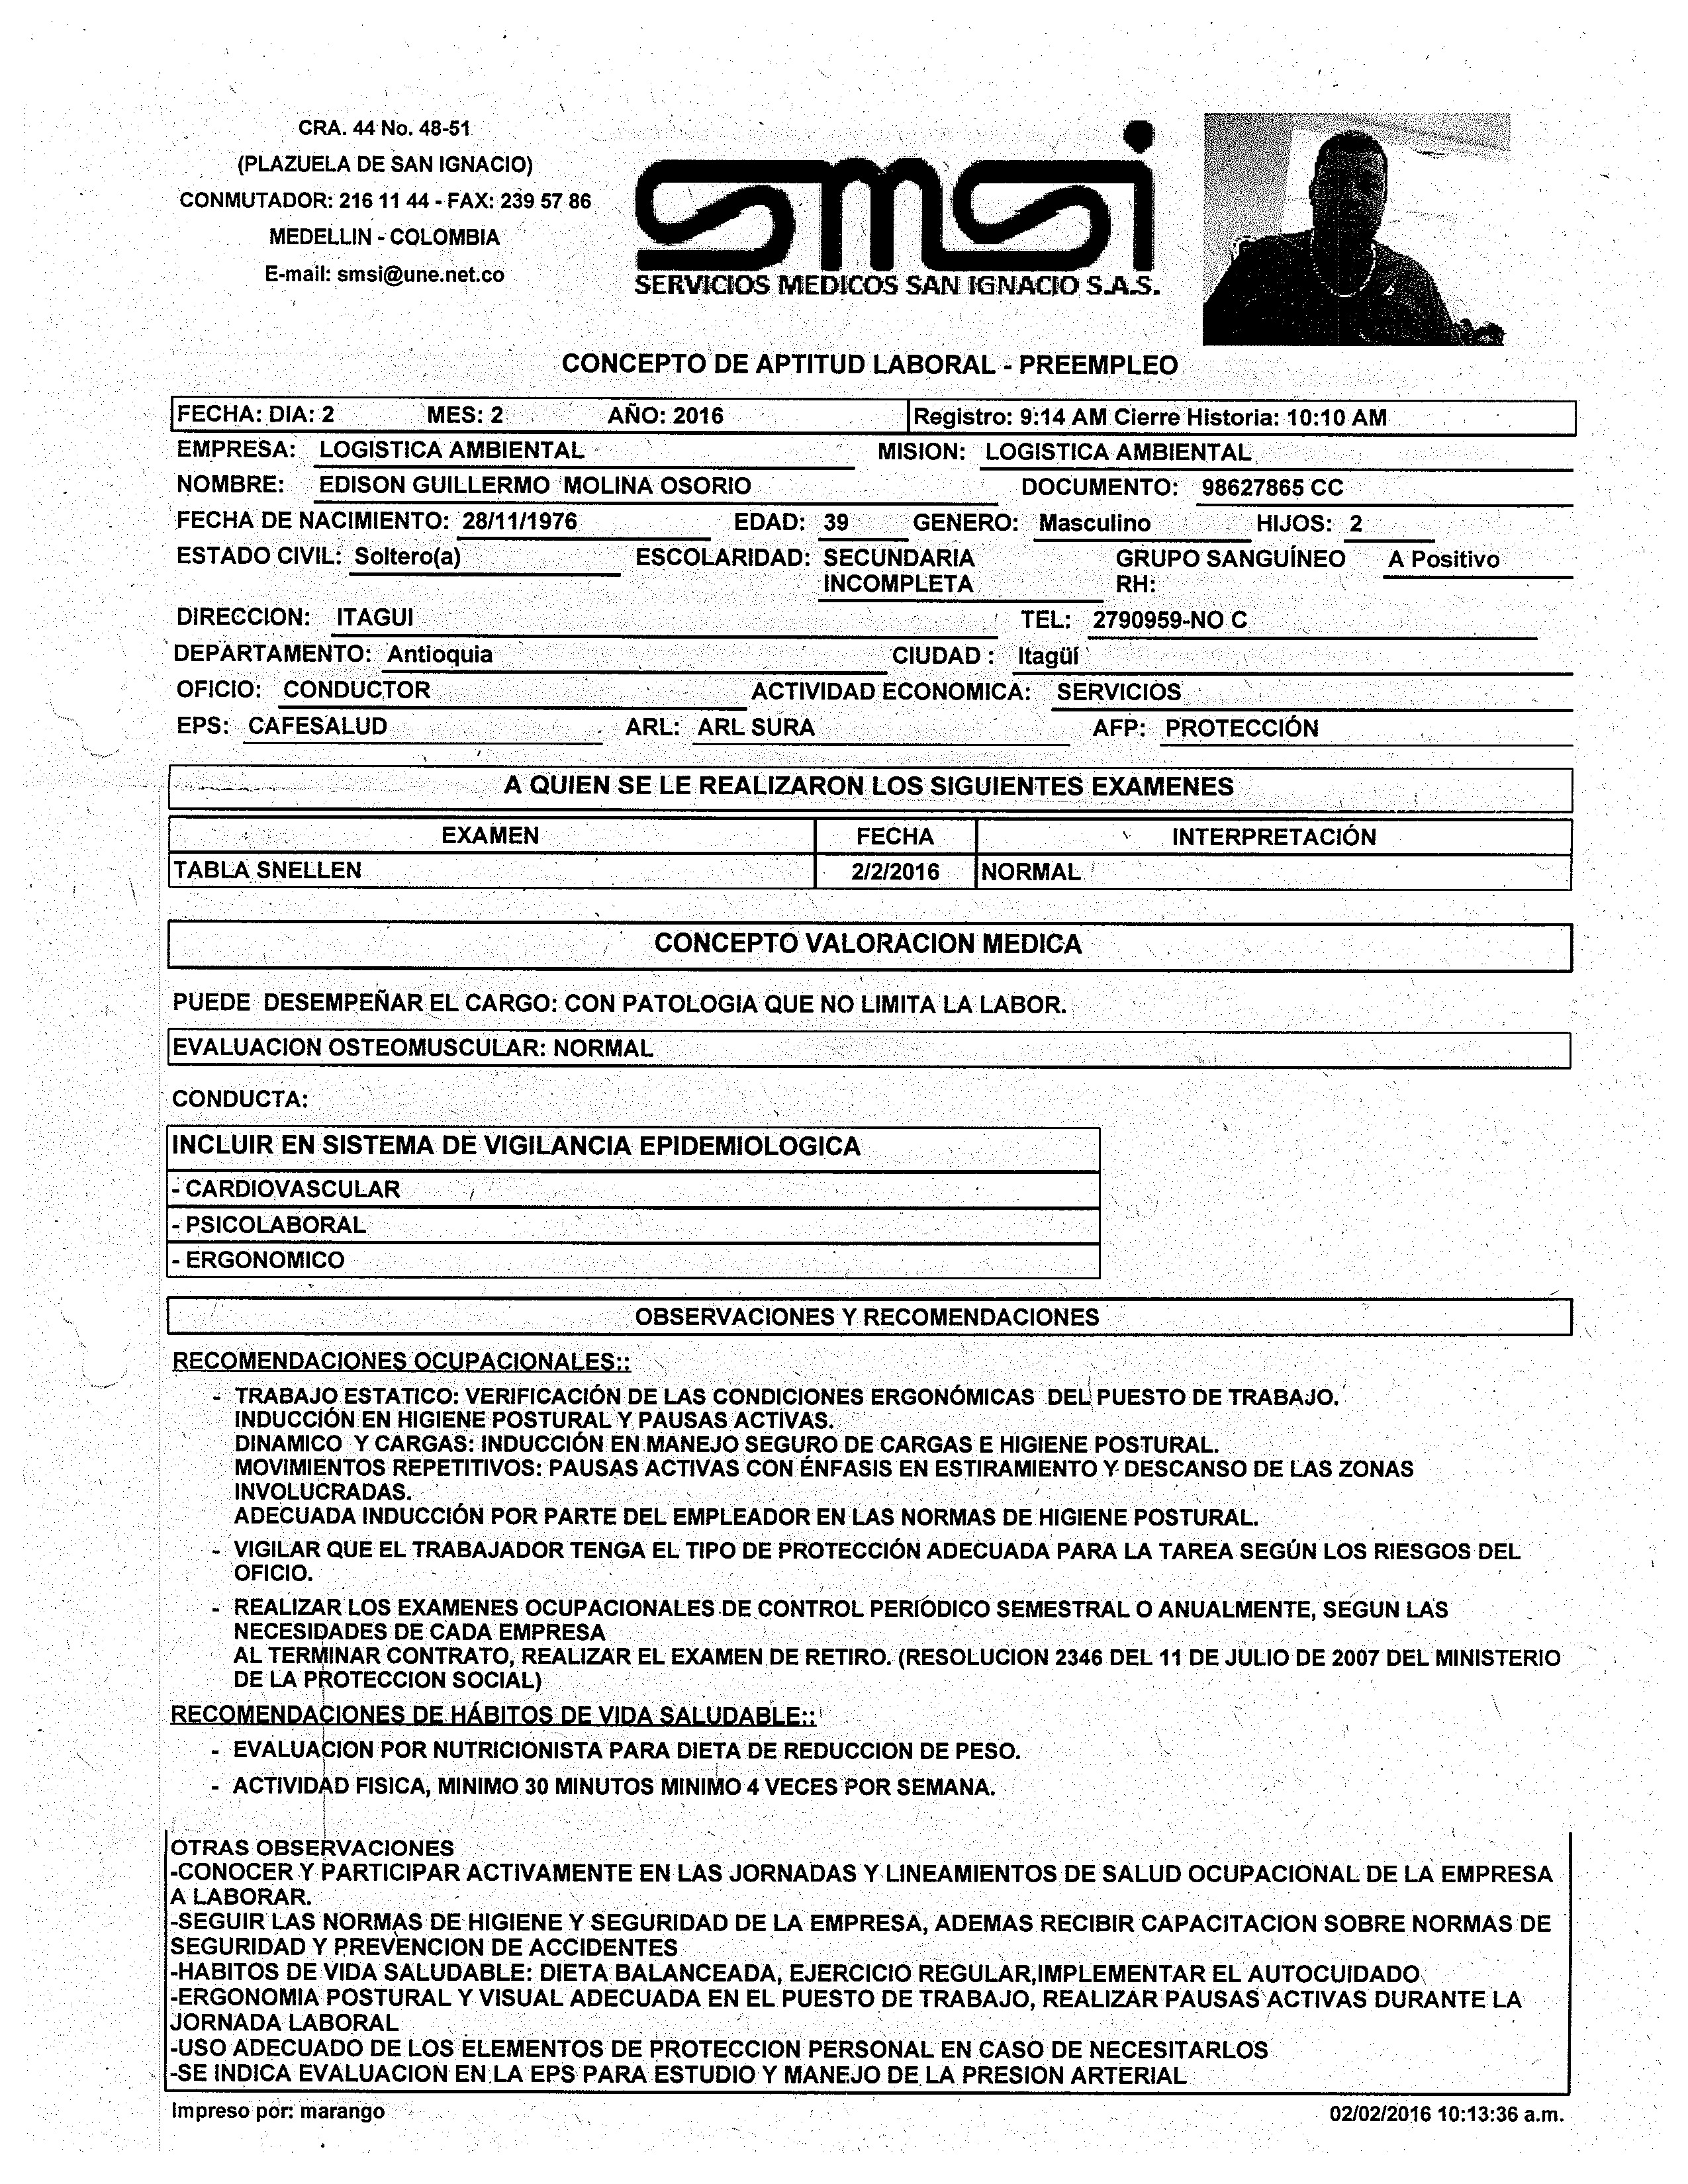 CRA. 44 No. 48-51
(PLAZUELA DE SAN IGNACIO)
CONMUTADOR: 216 11 44 - FAX: 239 57 86
MEDELLIN - COLOMBIA
E-mail: smsi@une.net.co
smsi
SERVICIOS MEDICOS SAN IGNACIO S.A.S.
CONCEPTO DE APTITUD LABORAL - PREEMPLEO
FECHA: DIA: 2 MES: 2 AÑO: 2016 Registro: 9:14 AM Cierre Historia: 10:10 AM
EMPRESA: LOGISTICA AMBIENTAL MISION: LOGISTICA AMBIENTAL
NOMBRE: EDISON GUILLERMO MOLINA OSORIO DOCUMENTO: 98627865 CC
FECHA DE NACIMIENTO: 28/11/1976 EDAD: 39 GENERO: Masculino HIJOS: 2
ESTADO CIVIL: Soltero(a) ESCOLARIDAD: SECUNDARIA GRUPO SANGUÍNEO A Positivo
INCOMPLETA RH:
DIRECCION: ITAGUI TEL: 2790959-NO C
DEPARTAMENTO: Antioquia CIUDAD : Itagüí
OFICIO: CONDUCTOR ACTIVIDAD ECONOMICA: SERVICIOS
EPS: CAFESALUD ARL: ARL SURA AFP: PROTECCIÓN
A QUIEN SE LE REALIZARON LOS SIGUIENTES EXAMENES
EXAMEN FECHA INTERPRETACIÓN
TABLA SNELLEN 2/2/2016 NORMAL
CONCEPTO VALORACION MEDICA
PUEDE DESEMPEÑAR EL CARGO: CON PATOLOGIA QUE NO LIMITA LA LABOR.
EVALUACION OSTEOMUSCULAR: NORMAL
CONDUCTA:
INCLUIR EN SISTEMA DE VIGILANCIA EPIDEMIOLOGICA
- CARDIOVASCULAR
- PSICOLABORAL
- ERGONOMICO
OBSERVACIONES Y RECOMENDACIONES
RECOMENDACIONES OCUPACIONALES::
- TRABAJO ESTATICO: VERIFICACIÓN DE LAS CONDICIONES ERGONÓMICAS DEL PUESTO DE TRABAJO.
INDUCCIÓN EN HIGIENE POSTURAL Y PAUSAS ACTIVAS.
DINAMICO Y CARGAS: INDUCCIÓN EN MANEJO SEGURO DE CARGAS E HIGIENE POSTURAL.
MOVIMIENTOS REPETITIVOS: PAUSAS ACTIVAS CON ÉNFASIS EN ESTIRAMIENTO Y DESCANSO DE LAS ZONAS
INVOLUCRADAS.
ADECUADA INDUCCIÓN POR PARTE DEL EMPLEADOR EN LAS NORMAS DE HIGIENE POSTURAL.
- VIGILAR QUE EL TRABAJADOR TENGA EL TIPO DE PROTECCIÓN ADECUADA PARA LA TAREA SEGÚN LOS RIESGOS DEL
OFICIO.
- REALIZAR LOS EXAMENES OCUPACIONALES DE CONTROL PERIÓDICO SEMESTRAL O ANUALMENTE, SEGUN LAS
NECESIDADES DE CADA EMPRESA
AL TERMINAR CONTRATO, REALIZAR EL EXAMEN DE RETIRO. (RESOLUCION 2346 DEL 11 DE JULIO DE 2007 DEL MINISTERIO
DE LA PROTECCION SOCIAL)
RECOMENDACIONES DE HÁBITOS DE VIDA SALUDABLE::
- EVALUACION POR NUTRICIONISTA PARA DIETA DE REDUCCION DE PESO.
- ACTIVIDAD FISICA, MINIMO 30 MINUTOS MINIMO 4 VECES POR SEMANA.
OTRAS OBSERVACIONES
-CONOCER Y PARTICIPAR ACTIVAMENTE EN LAS JORNADAS Y LINEAMIENTOS DE SALUD OCUPACIONAL DE LA EMPRESA
A LABORAR.
-SEGUIR LAS NORMAS DE HIGIENE Y SEGURIDAD DE LA EMPRESA, ADEMAS RECIBIR CAPACITACION SOBRE NORMAS DE
SEGURIDAD Y PREVENCION DE ACCIDENTES
-HABITOS DE VIDA SALUDABLE: DIETA BALANCEADA, EJERCICIO REGULAR,IMPLEMENTAR EL AUTOCUIDADO
-ERGONOMIA POSTURAL Y VISUAL ADECUADA EN EL PUESTO DE TRABAJO, REALIZAR PAUSAS ACTIVAS DURANTE LA
JORNADA LABORAL
-USO ADECUADO DE LOS ELEMENTOS DE PROTECCION PERSONAL EN CASO DE NECESITARLOS
-SE INDICA EVALUACION EN LA EPS PARA ESTUDIO Y MANEJO DE LA PRESION ARTERIAL
Impreso por: marango 02/02/2016 10:13:36 a.m.